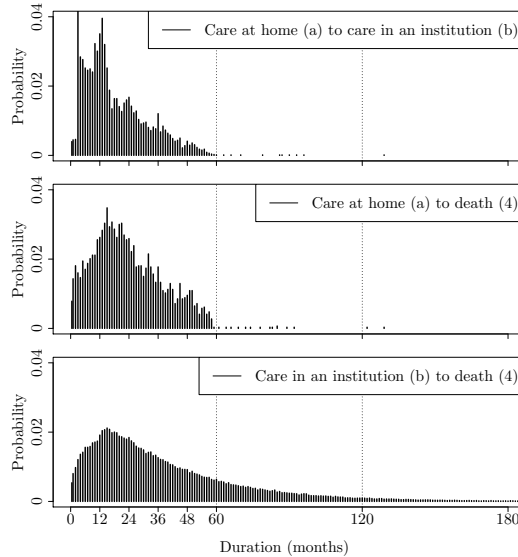 Care at home (a) to care in an institution (b)
Probability
0.04
0.02
0
Care at home (a) to death (4)
Probability
0.04
0.02
0
Care in an institution (b) to death (4)
Probability
0.04
0.02
0
0 12 24 36 48 60 120 180
Duration (months)